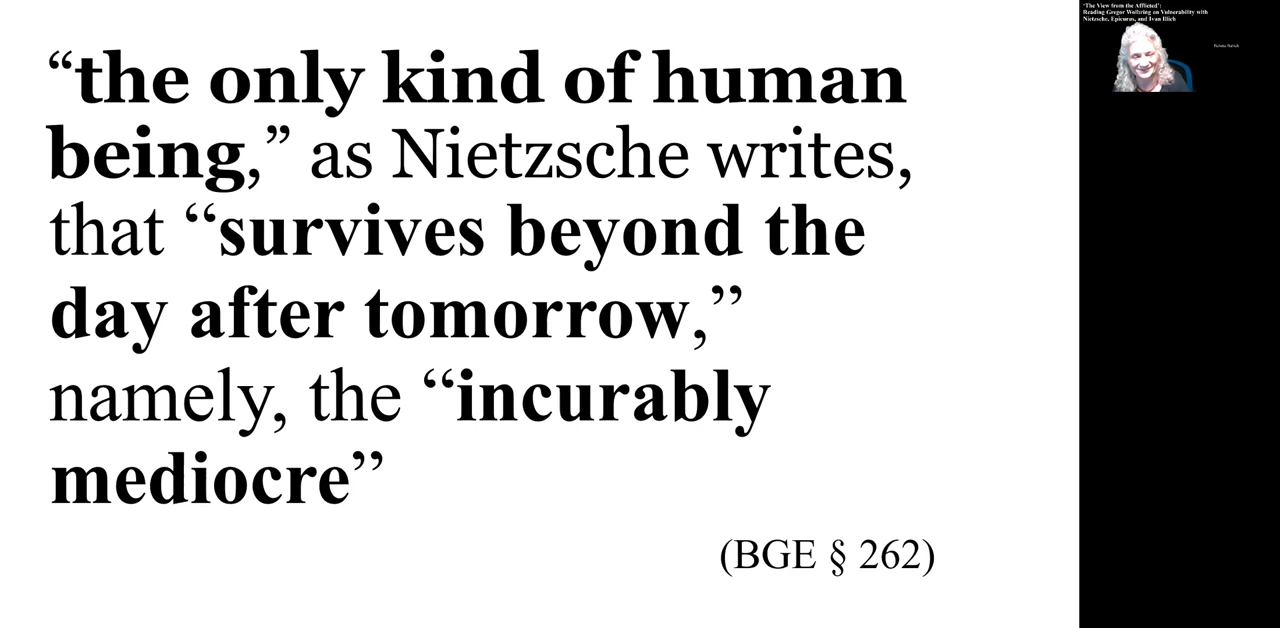 “the only kind of human
being,” as Nietzsche writes,
that “survives beyond the
day after tomorrow,”
namely, the “incurably
mediocre”
(BGE § 262)
‘The View from the Afflicted’:
Reading Gregor Wolbring on Vulnerability with
Nietzsche, Epicurus, and Ivan Illich